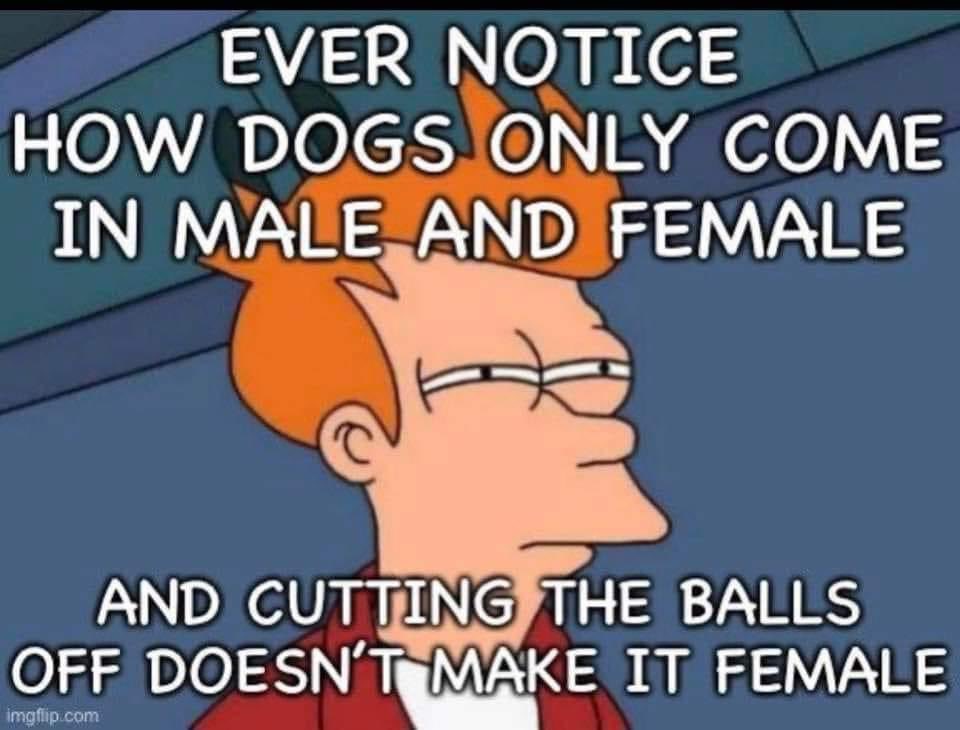 EVER NOTICE
HOW DOGS ONLY COME
IN MALE AND FEMALE
AND CUTTING THE BALLS
OFF DOESN'T MAKE IT FEMALE
imgflip.com